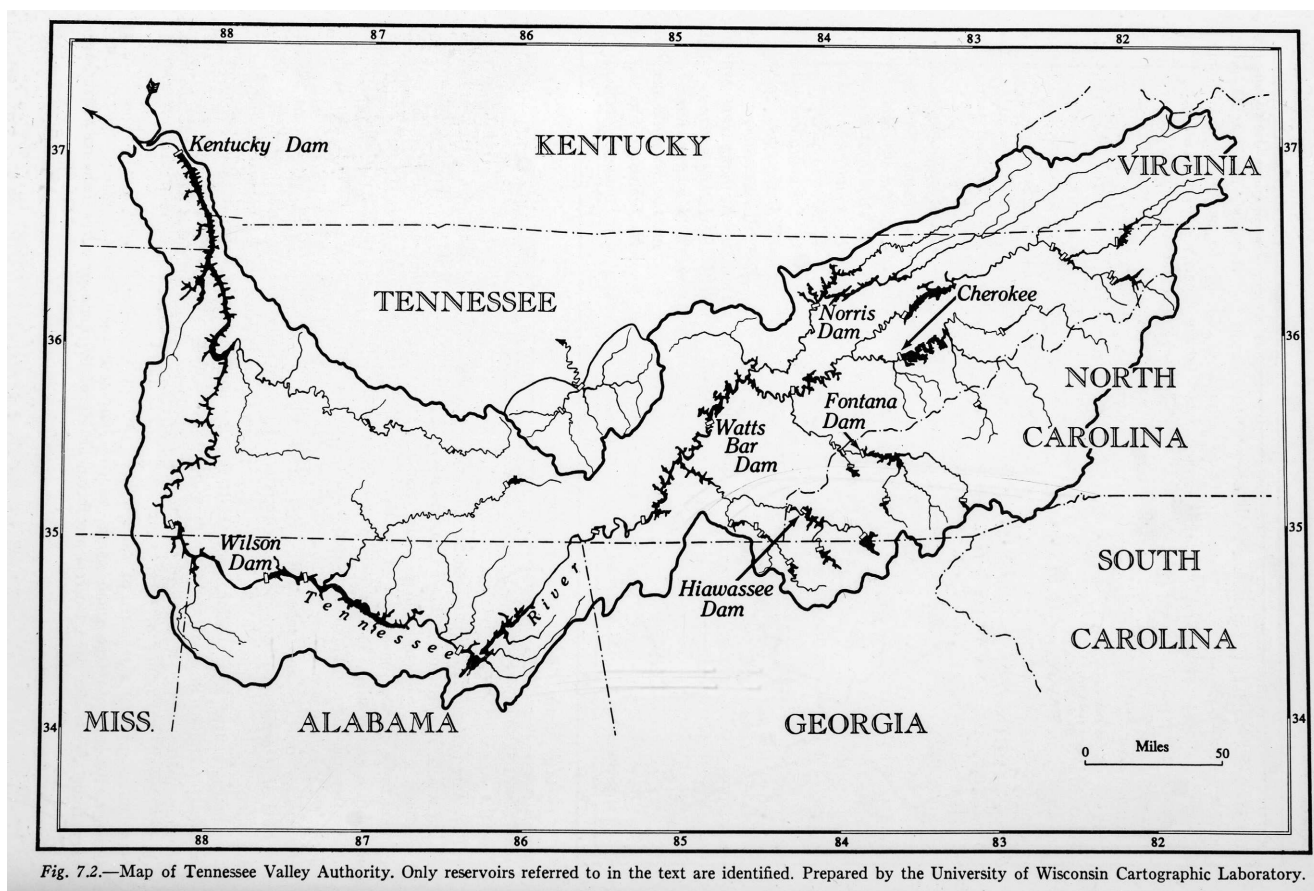 88 87 86 85 84 83 82
37 37
Kentucky Dam
KENTUCKY
VIRGINIA
TENNESSEE
Cherokee
Norris
Dam
36 36
NORTH
CAROLINA
Fontana
Dam
Watts
Bar
Dam
35 35
Wilson
Dam
Tennessee River
Hiawassee
Dam
SOUTH
CAROLINA
MISS. ALABAMA GEORGIA
34 34
Miles
0 50
88 87 86 85 84 83 82
Fig. 7.2.—Map of Tennessee Valley Authority. Only reservoirs referred to in the text are identified. Prepared by the University of Wisconsin Cartographic Laboratory.